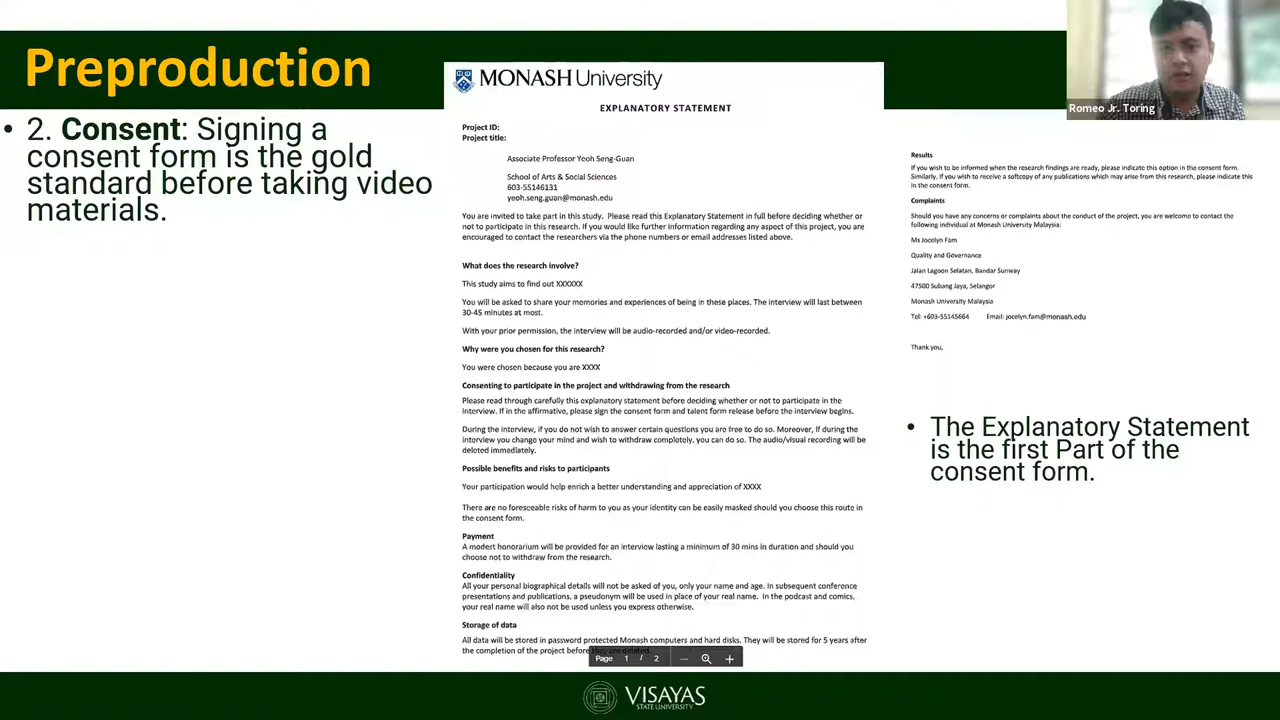 Preproduction
• 2. Consent: Signing a
consent form is the gold
standard before taking video
materials.
MONASH University
EXPLANATORY STATEMENT
Project ID:
Project title:
Associate Professor Yeoh Seng-Guan
School of Arts & Social Sciences
603-55146131
yeoh.seng.guan@monash.edu
You are invited to take part in this study. Please read this Explanatory Statement in full before deciding whether or
not to participate in this research. If you would like further information regarding any aspect of this project, you are
encouraged to contact the researchers via the phone numbers or email addresses listed above.
What does the research involve?
This study aims to find out XXXXXX
You will be asked to share your memories and experiences of being in these places. The interview will last between
30-45 minutes at most.
With your prior permission, the interview will be audio-recorded and/or video-recorded.
Why were you chosen for this research?
You were chosen because you are XXXX
Consenting to participate in the project and withdrawing from the research
Please read through carefully this explanatory statement before deciding whether or not to participate in the
interview. If in the affirmative, please sign the consent form and talent form release before the interview begins.
During the interview, if you do not wish to answer certain questions you are free to do so. Moreover, if during the
interview you change your mind and wish to withdraw completely, you can do so. The audio/visual recording will be
deleted immediately.
Possible benefits and risks to participants
Your participation would help enrich a better understanding and appreciation of XXXX
There are no foreseeable risks of harm to you as your identity can be easily masked should you choose this route in
the consent form.
Payment
A modest honorarium will be provided for an interview lasting a minimum of 30 mins in duration and should you
choose not to withdraw from the research.
Confidentiality
All your personal biographical details will not be asked of you, only your name and age. In subsequent conference
presentations and publications, a pseudonym will be used in place of your real name. In the podcast and comics,
your real name will also not be used unless you express otherwise.
Storage of data
All data will be stored in password protected Monash computers and hard disks. They will be stored for 5 years after
the completion of the project before they are deleted.
Page 1 / 2
Romeo Jr. Toring
Results
If you wish to be informed when the research findings are ready, please indicate this option in the consent form.
Similarly, if you wish to receive a softcopy of any publications which may arise from this research, please indicate this
in the consent form.
Complaints
Should you have any concerns or complaints about the conduct of the project, you are welcome to contact the
following individual at Monash University Malaysia:
Ms Jocelyn Fam
Quality and Governance
Jalan Lagoon Selatan, Bandar Sunway
47500 Subang Jaya, Selangor
Monash University Malaysia
Tel: +603-55145664 Email: jocelyn.fam@monash.edu
Thank you,
• The Explanatory Statement
is the first Part of the
consent form.
VISAYAS
STATE UNIVERSITY